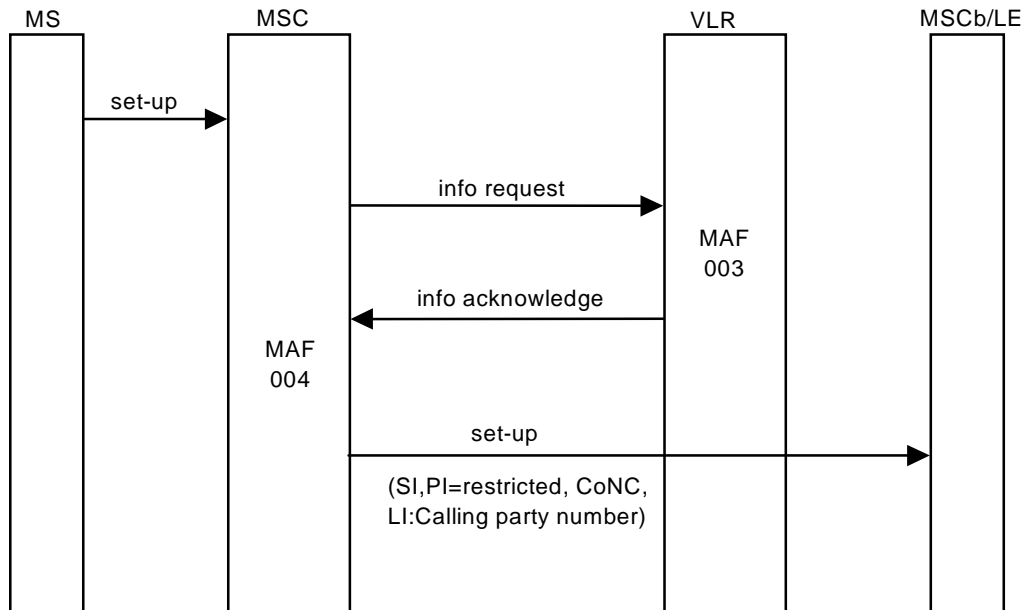 MS
MSC
VLR
MSCb/LE
set-up
info request
MAF
003
info acknowledge
MAF
004
set-up
(SI,PI=restricted, CoNC,
LI:Calling party number)